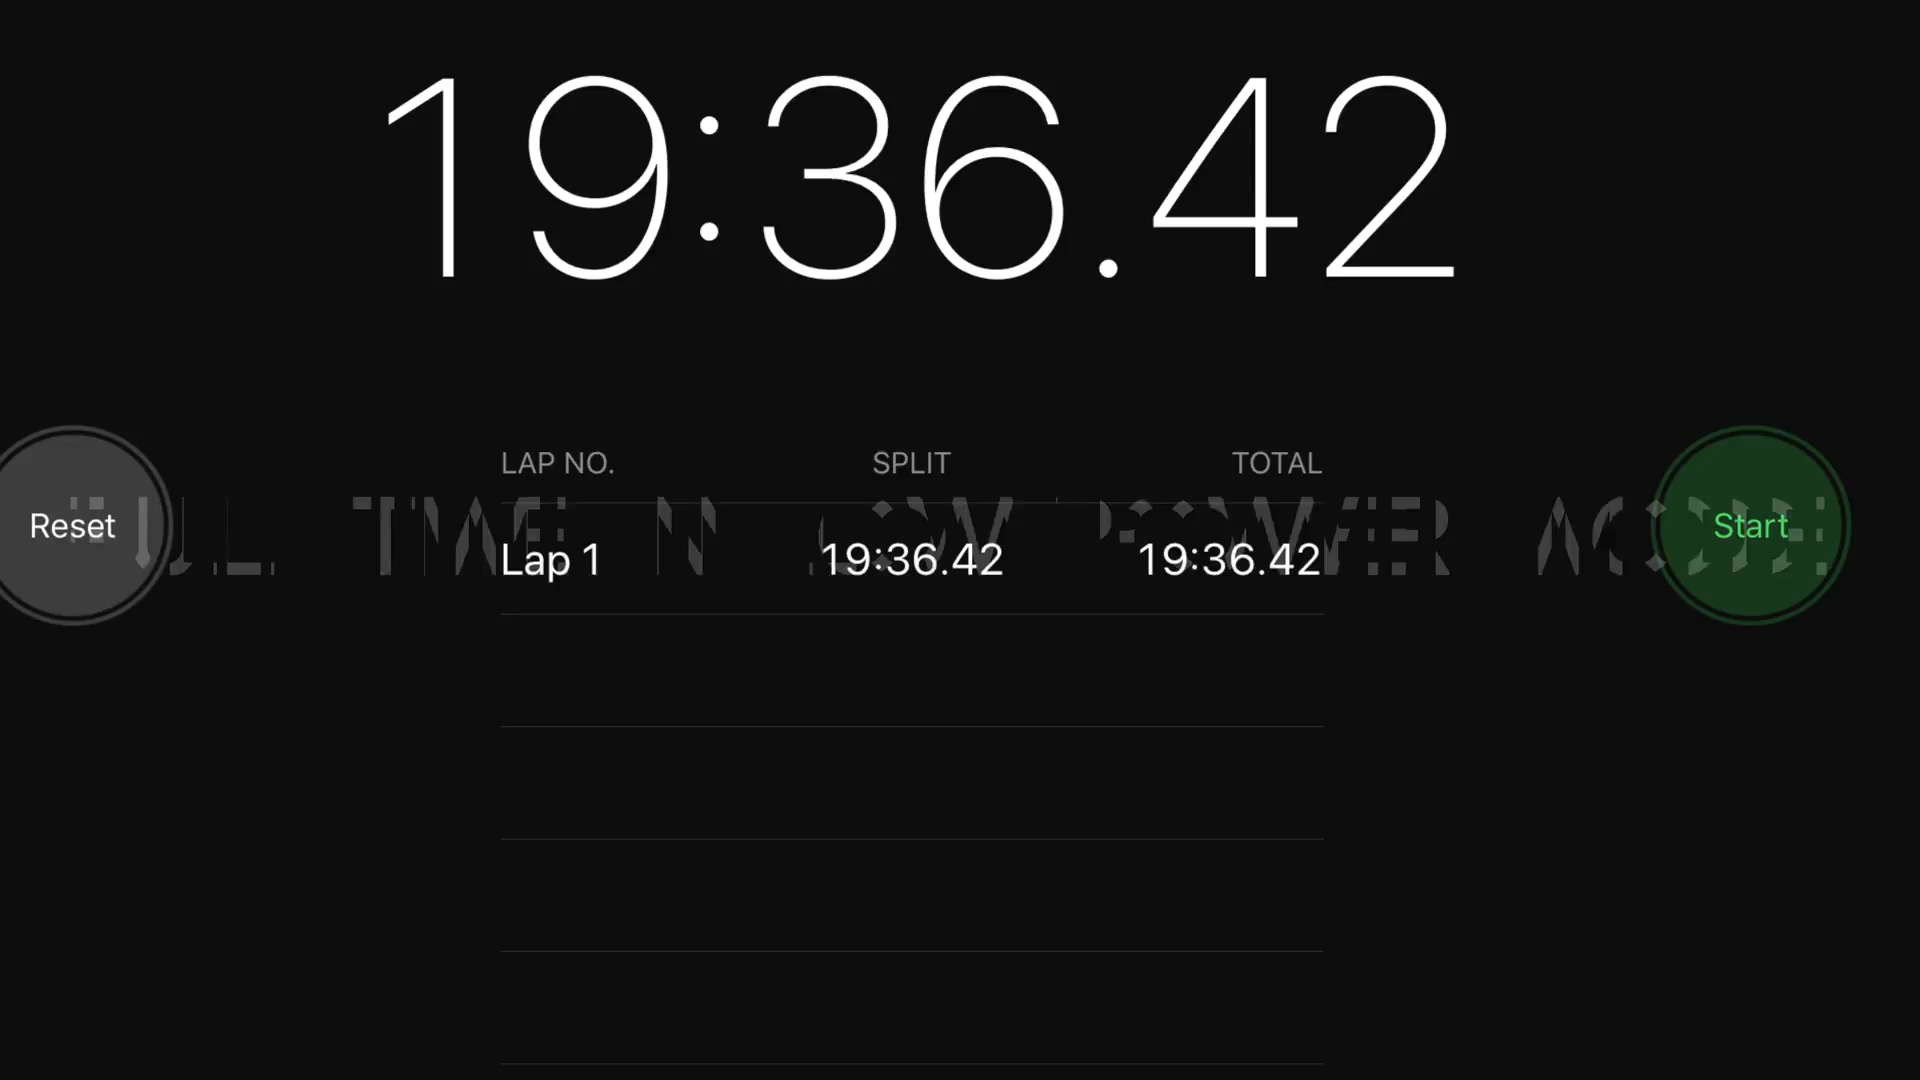 19:36.42
LAP NO. SPLIT TOTAL
Reset
Start
Lap 1 19:36.42 19:36.42